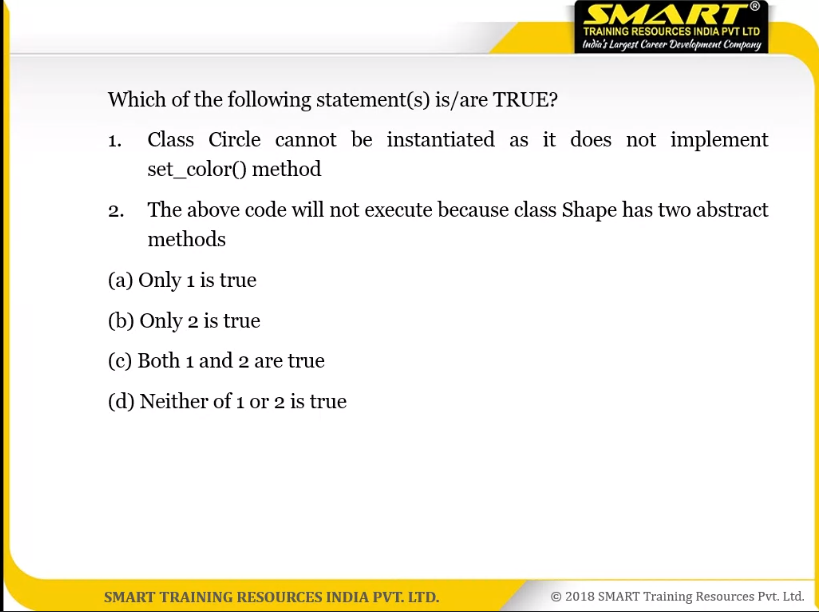 SMART®
TRAINING RESOURCES INDIA PVT LTD
India's Largest Career Development Company
Which of the following statement(s) is/are TRUE?
1. Class Circle cannot be instantiated as it does not implement
set_color() method
2. The above code will not execute because class Shape has two abstract
methods
(a) Only 1 is true
(b) Only 2 is true
(c) Both 1 and 2 are true
(d) Neither of 1 or 2 is true
SMART TRAINING RESOURCES INDIA PVT. LTD.
© 2018 SMART Training Resources Pvt. Ltd.